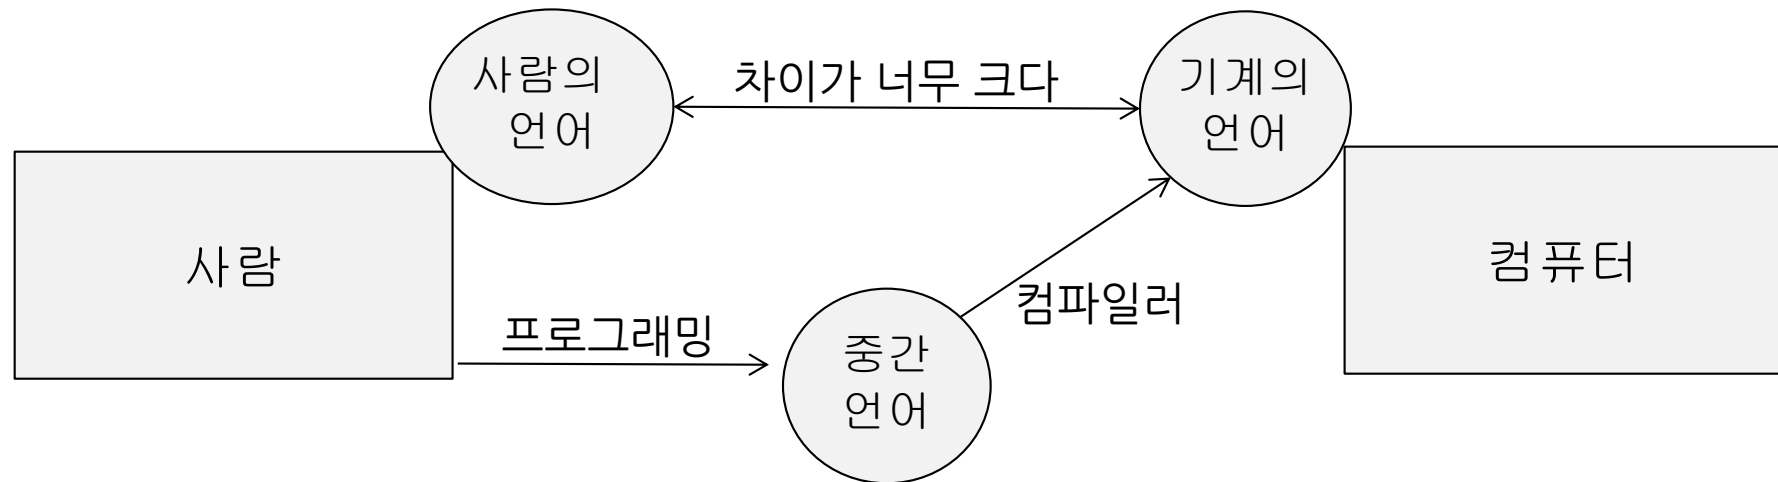 사람의
언어
차이가 너무 크다
기계의
언어
사람
컴퓨터
프로그래밍
컴파일러
중간
언어